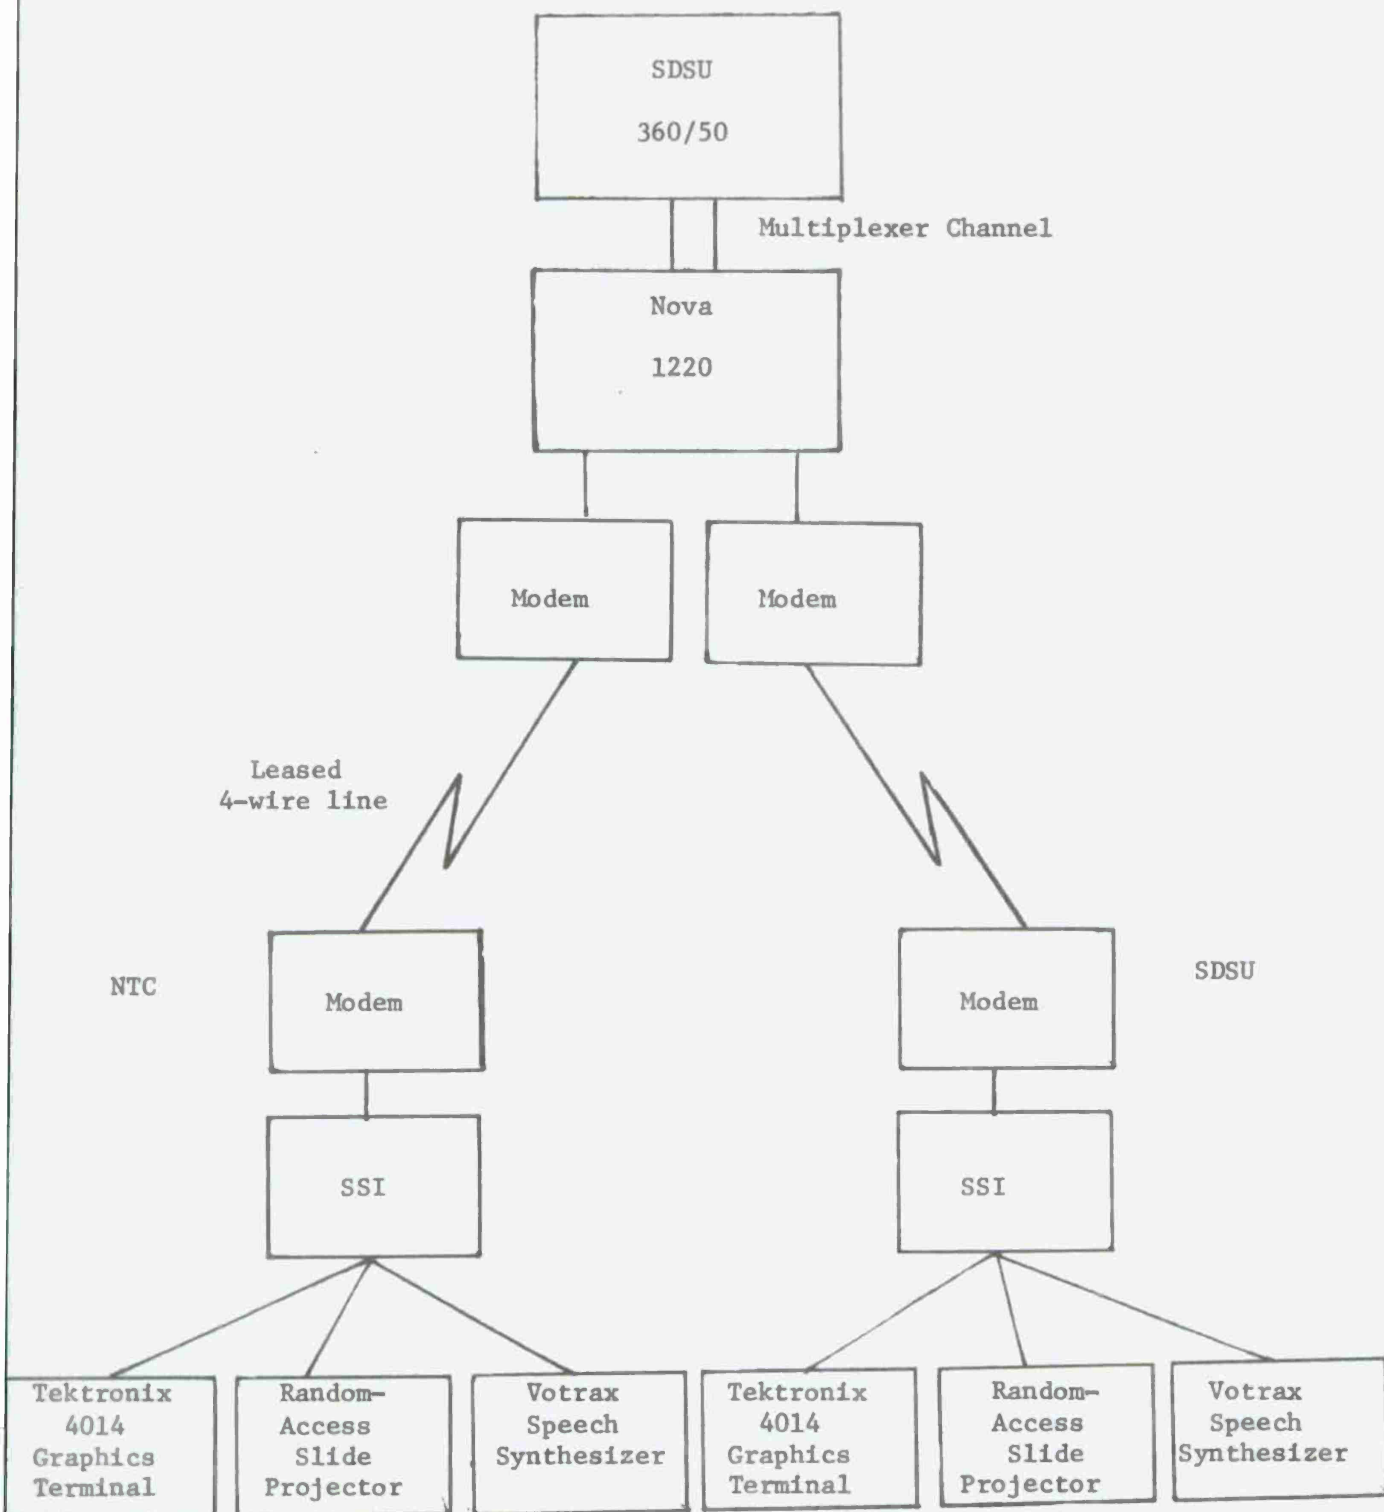 SDSU
360/50
Multiplexer Channel
Nova
1220
Modem
Modem
Leased
4-wire line
NTC
Modem
Modem
SDSU
SSI
SSI
Tektronix
4014
Graphics
Terminal
Random-
Access
Slide
Projector
Votrax
Speech
Synthesizer
Tektronix
4014
Graphics
Terminal
Random-
Access
Slide
Projector
Votrax
Speech
Synthesizer